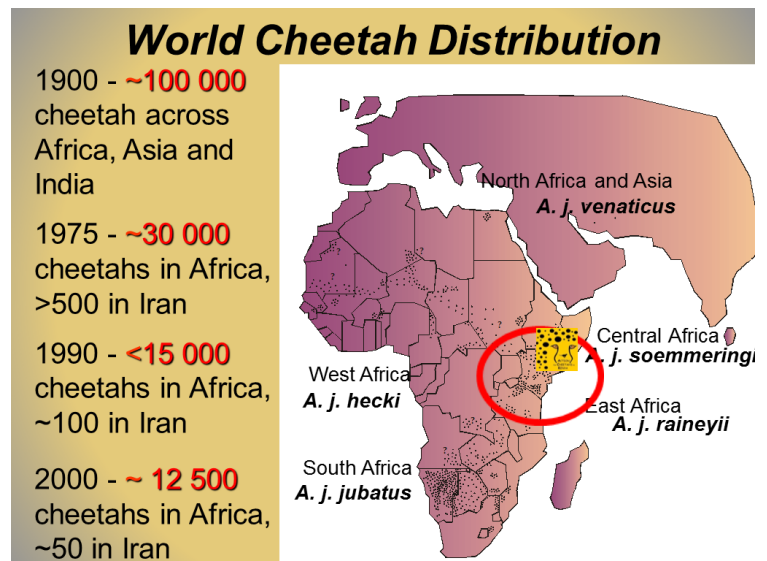 World Cheetah Distribution
1900 - ~100 000
cheetah across
Africa, Asia and
India
1975 - ~30 000
cheetahs in Africa,
>500 in Iran
1990 - <15 000
cheetahs in Africa,
~100 in Iran
2000 - ~ 12 500
cheetahs in Africa,
~50 in Iran
North Africa and Asia
A. j. venaticus
Central Africa
A. j. soemmeringi
West Africa
A. j. hecki
East Africa
A. j. raineyii
South Africa
A. j. jubatus